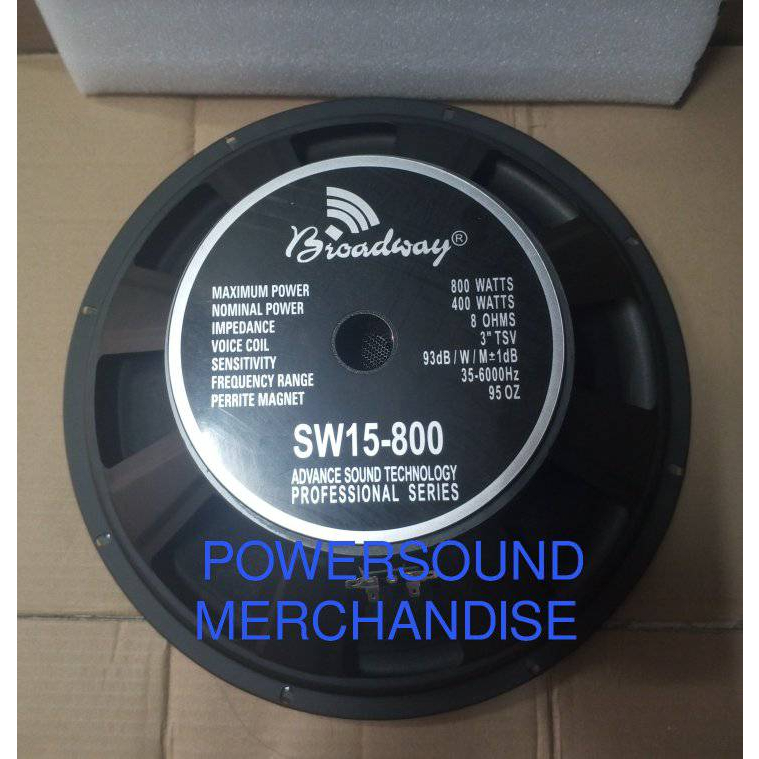 Broadway®
MAXIMUM POWER 800 WATTS
NOMINAL POWER 400 WATTS
IMPEDANCE 8 OHMS
VOICE COIL 3" TSV
SENSITIVITY 93dB/W/M±1dB
FREQUENCY RANGE 35-6000Hz
PERRITE MAGNET 95 OZ
SW15-800
ADVANCE SOUND TECHNOLOGY
PROFESSIONAL SERIES
POWERSOUND
MERCHANDISE